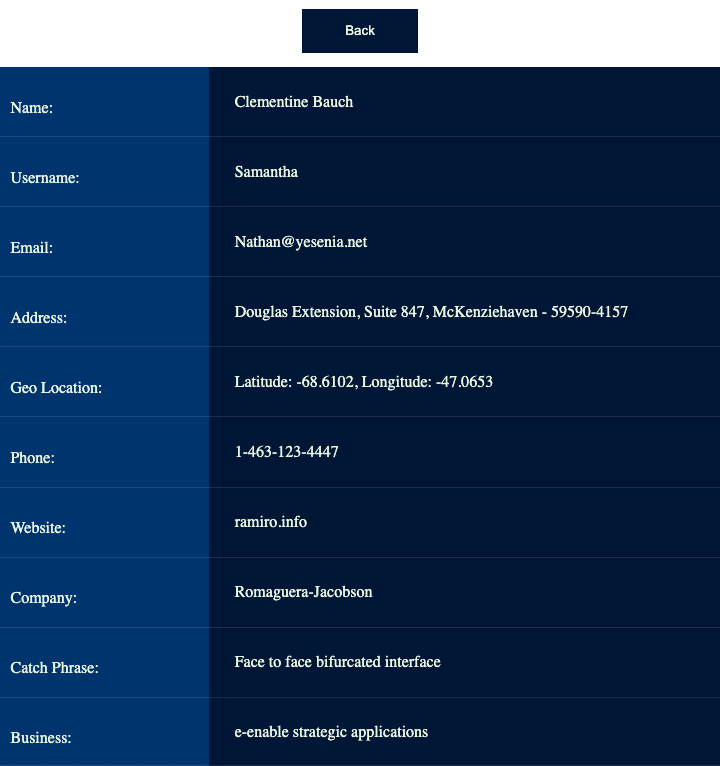 Back
Name: Clementine Bauch
Username: Samantha
Email: Nathan@yesenia.net
Address: Douglas Extension, Suite 847, McKenziehaven - 59590-4157
Geo Location: Latitude: -68.6102, Longitude: -47.0653
Phone: 1-463-123-4447
Website: ramiro.info
Company: Romaguera-Jacobson
Catch Phrase: Face to face bifurcated interface
Business: e-enable strategic applications